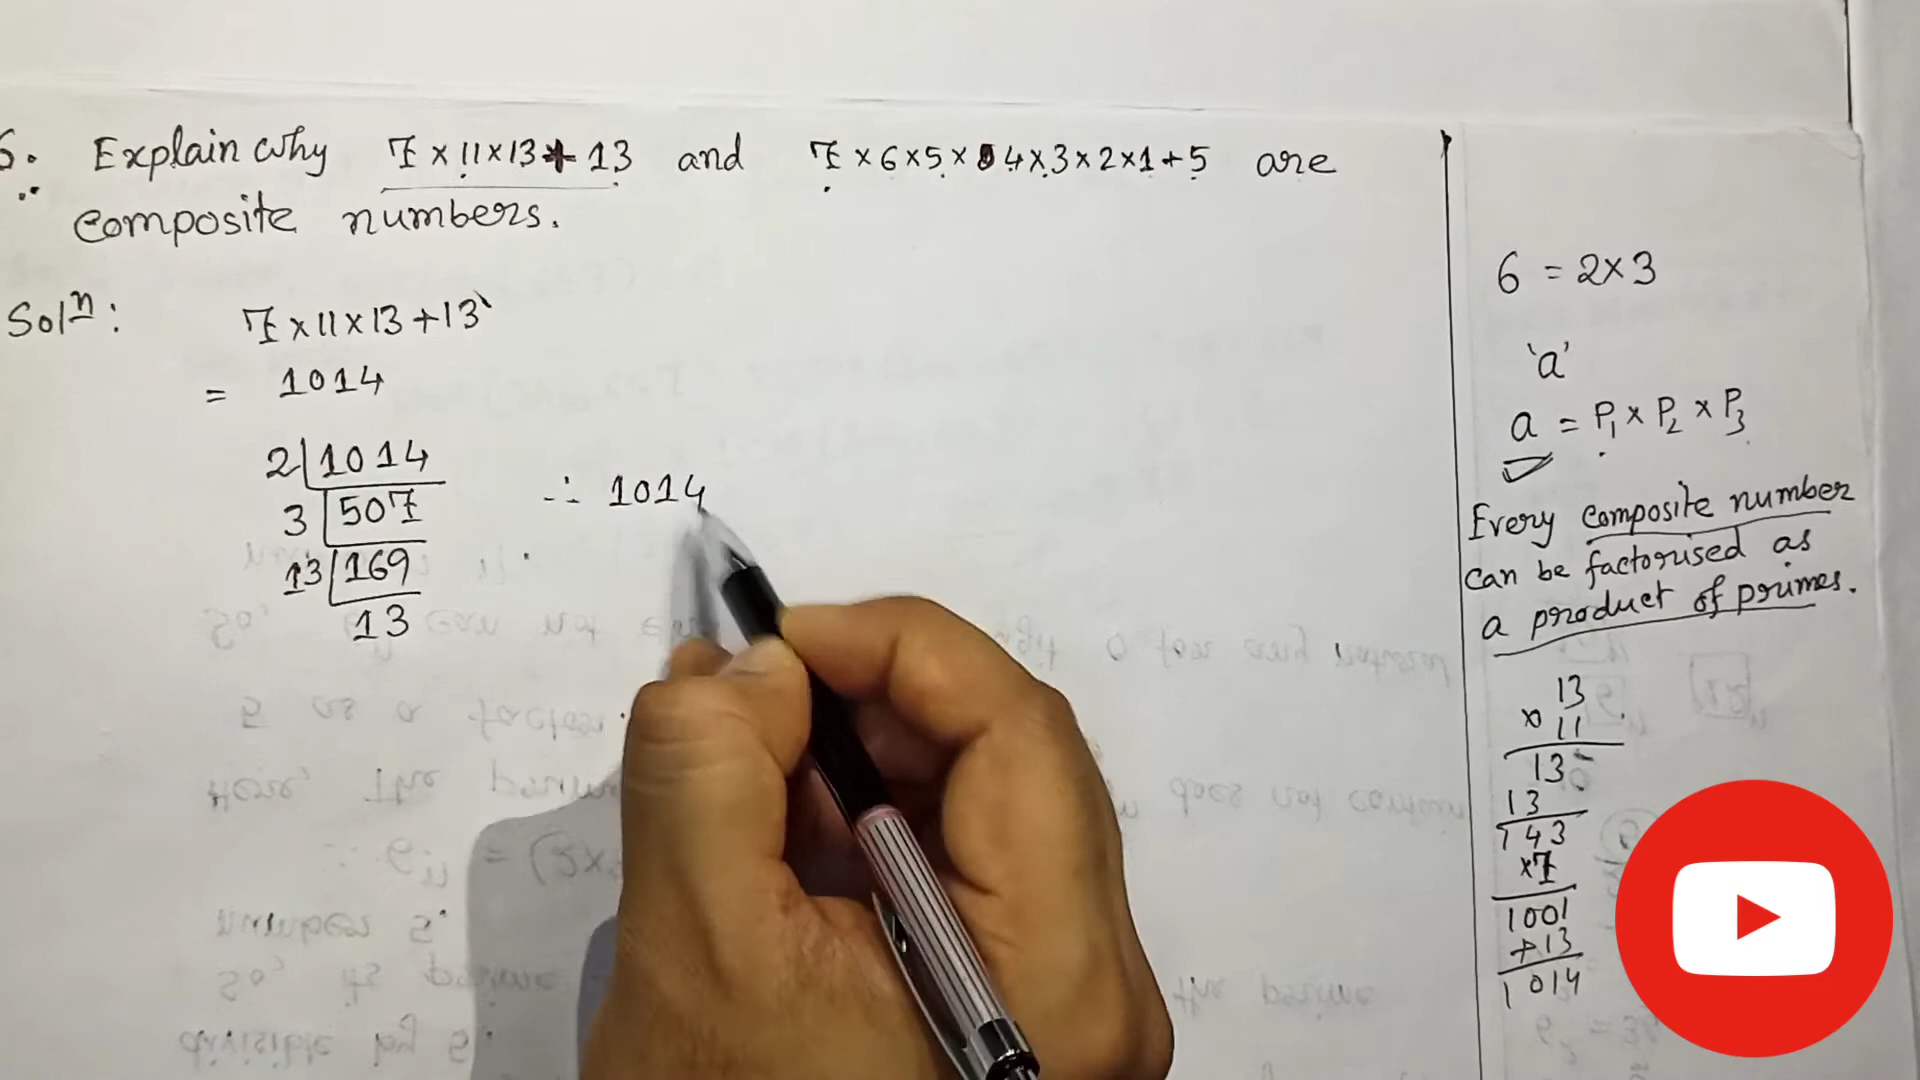 6. Explain why 7×11×13+13 and 7×6×5×4×3×2×1+5 are
composite numbers.
Solⁿ: 7×11×13+13
= 1014
2|1014
3|507
13|169
13
∴ 1014
6 = 2×3
'a'
a = P₁×P₂×P₃
Every composite number
can be factorised as
a product of primes.
13
×11
13
13
143
×7
1001
+13
1014